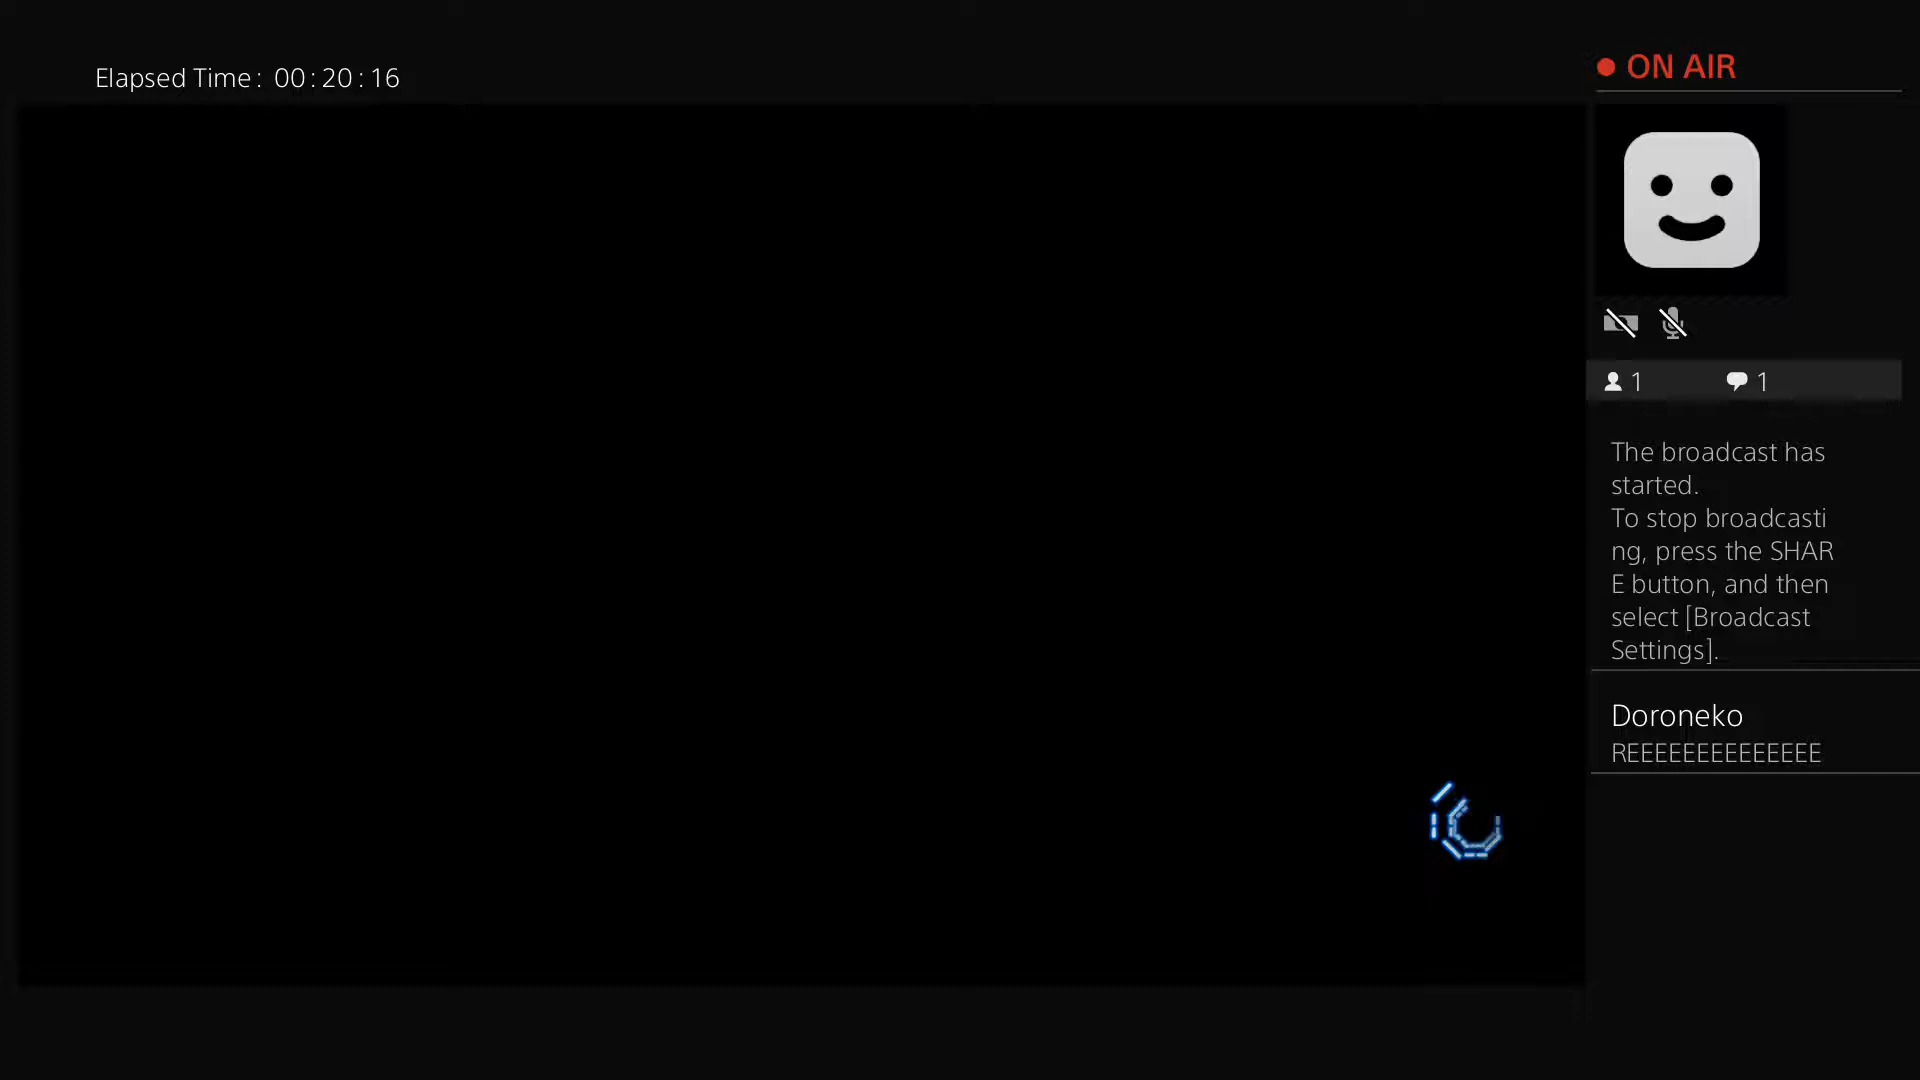 Elapsed Time: 00:20:16
ON AIR
1 1
The broadcast has
started.
To stop broadcasti
ng, press the SHAR
E button, and then
select [Broadcast
Settings].
Doroneko
REEEEEEEEEEEEEE